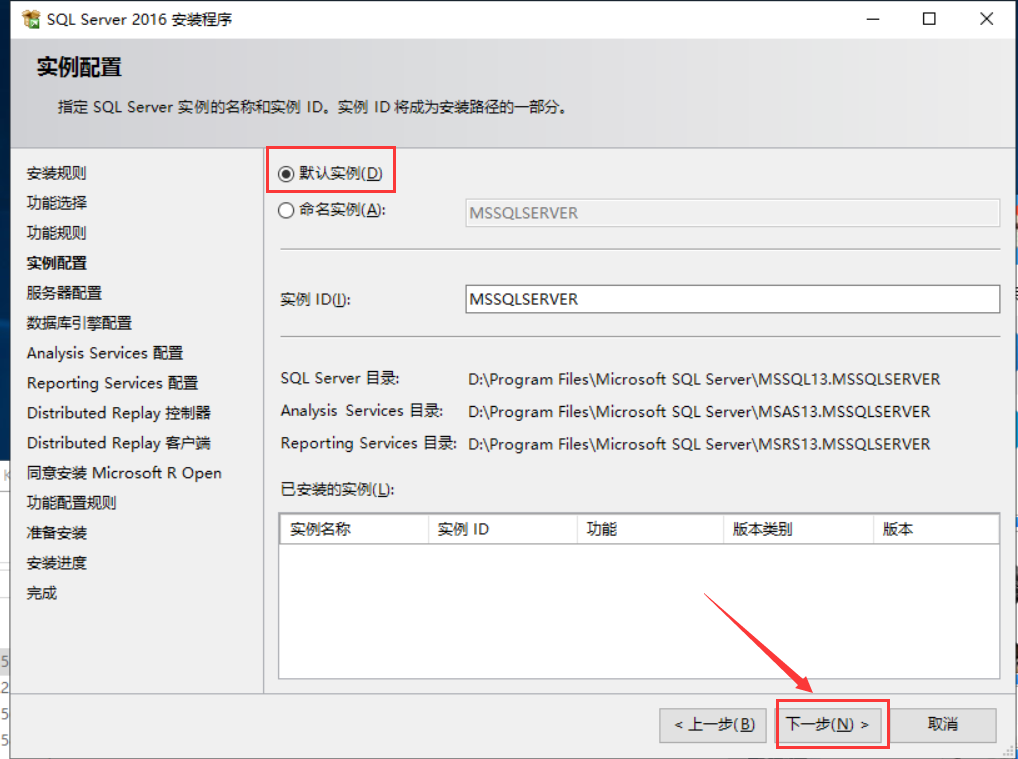 SQL Server 2016 安装程序
实例配置
指定 SQL Server 实例的名称和实例 ID。实例 ID 将成为安装路径的一部分。
安装规则
功能选择
功能规则
实例配置
服务器配置
数据库引擎配置
Analysis Services 配置
Reporting Services 配置
Distributed Replay 控制器
Distributed Replay 客户端
同意安装 Microsoft R Open
功能配置规则
准备安装
安装进度
完成
默认实例(D)
命名实例(A): MSSQLSERVER
实例 ID(I): MSSQLSERVER
SQL Server 目录: D:\Program Files\Microsoft SQL Server\MSSQL13.MSSQLSERVER
Analysis Services 目录: D:\Program Files\Microsoft SQL Server\MSAS13.MSSQLSERVER
Reporting Services 目录: D:\Program Files\Microsoft SQL Server\MSRS13.MSSQLSERVER
已安装的实例(L):
实例名称 实例 ID 功能 版本类别 版本
< 上一步(B) 下一步(N) > 取消